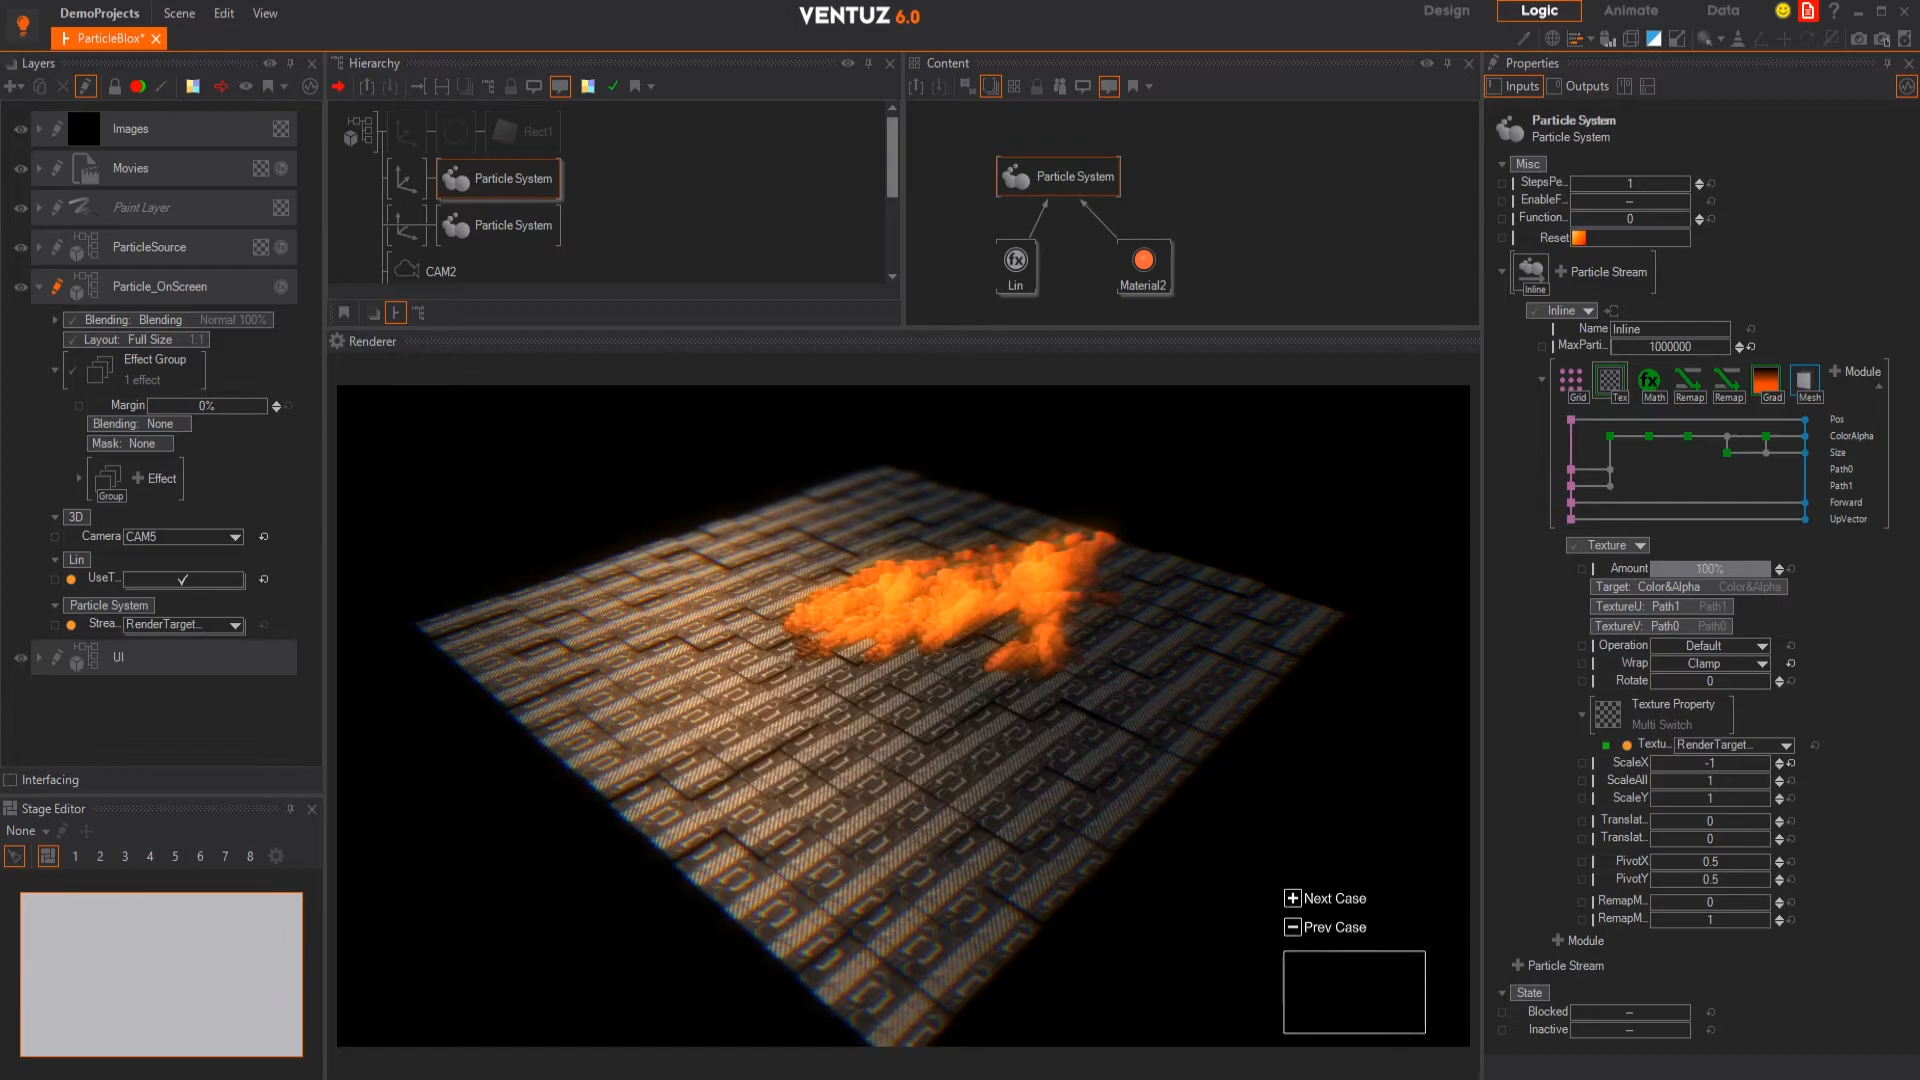 DemoProjects Scene Edit View
VENTUZ 6.0
Design Logic Animate Data
ParticleBlox*
Layers
Images
Movies
Paint Layer
ParticleSource
Particle_OnScreen
Blending: Blending Normal 100%
Layout: Full Size 1:1
Effect Group
1 effect
Margin 0%
Blending: None
Mask: None
Effect
Group
3D
Camera CAM5
Lin
UseT...
Particle System
Strea... RenderTarget...
UI
Interfacing
Stage Editor
None
1 2 3 4 5 6 7 8
Hierarchy
Rect1
Particle System
Particle System
CAM2
Content
Particle System
fx
Lin
Material2
Renderer
Next Case
Prev Case
Properties
Inputs Outputs
Particle System
Particle System
Misc
StepsPe... 1
EnableF... –
Function... 0
Reset
Particle Stream
Inline
Inline
Name Inline
MaxParti... 1000000
fx
Module
Grid Tex Math Remap Remap Grad Mesh
Pos
ColorAlpha
Size
Path0
Path1
Forward
UpVector
Texture
Amount 100%
Target: Color&Alpha Color&Alpha
TextureU: Path1 Path1
TextureV: Path0 Path0
Operation Default
Wrap Clamp
Rotate 0
Texture Property
Multi Switch
Textu... RenderTarget...
ScaleX -1
ScaleAll 1
ScaleY 1
Translat... 0
Translat... 0
PivotX 0.5
PivotY 0.5
RemapM... 0
RemapM... 1
Module
Particle Stream
State
Blocked –
Inactive –